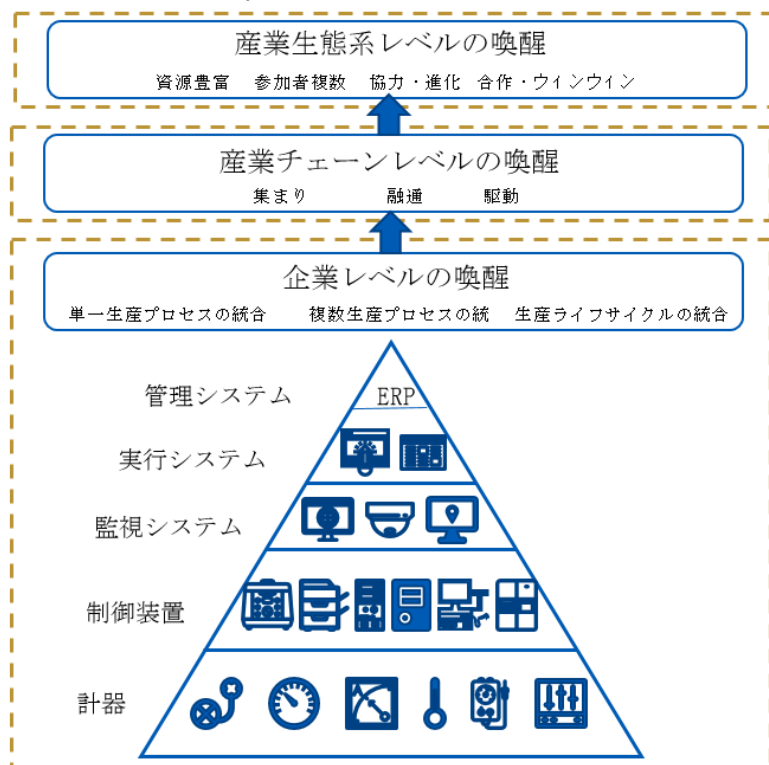 産業生態系レベルの喚醒
資源豊富 参加者複数 協力・進化 合作・ウィンウィン
産業チェーンレベルの喚醒
集まり 融通 駆動
企業レベルの喚醒
単一生産プロセスの統合 複数生産プロセスの統 生産ライフサイクルの統合
管理システム ERP
実行システム
監視システム
制御装置
計器